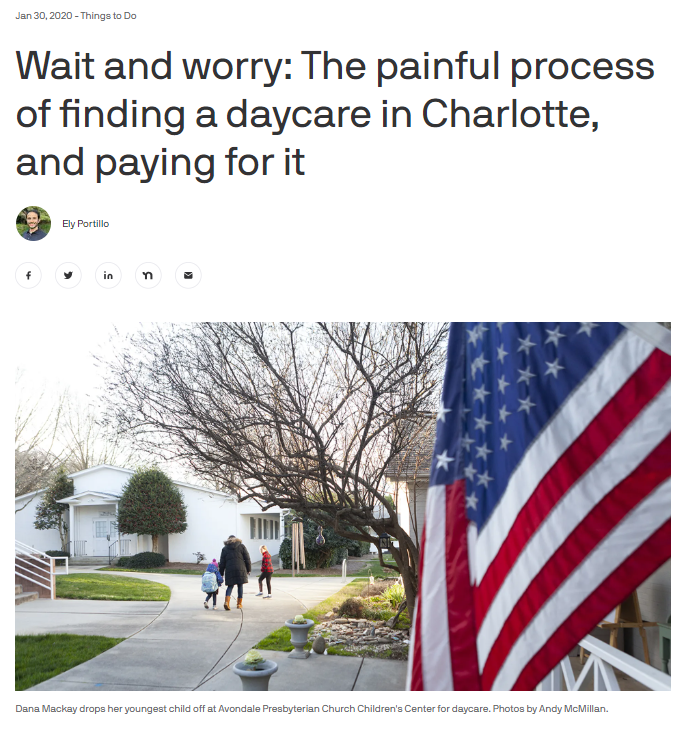 Jan 30, 2020 - Things to Do
Wait and worry: The painful process
of finding a daycare in Charlotte,
and paying for it
Ely Portillo
Dana Mackay drops her youngest child off at Avondale Presbyterian Church Children's Center for daycare. Photos by Andy McMillan.